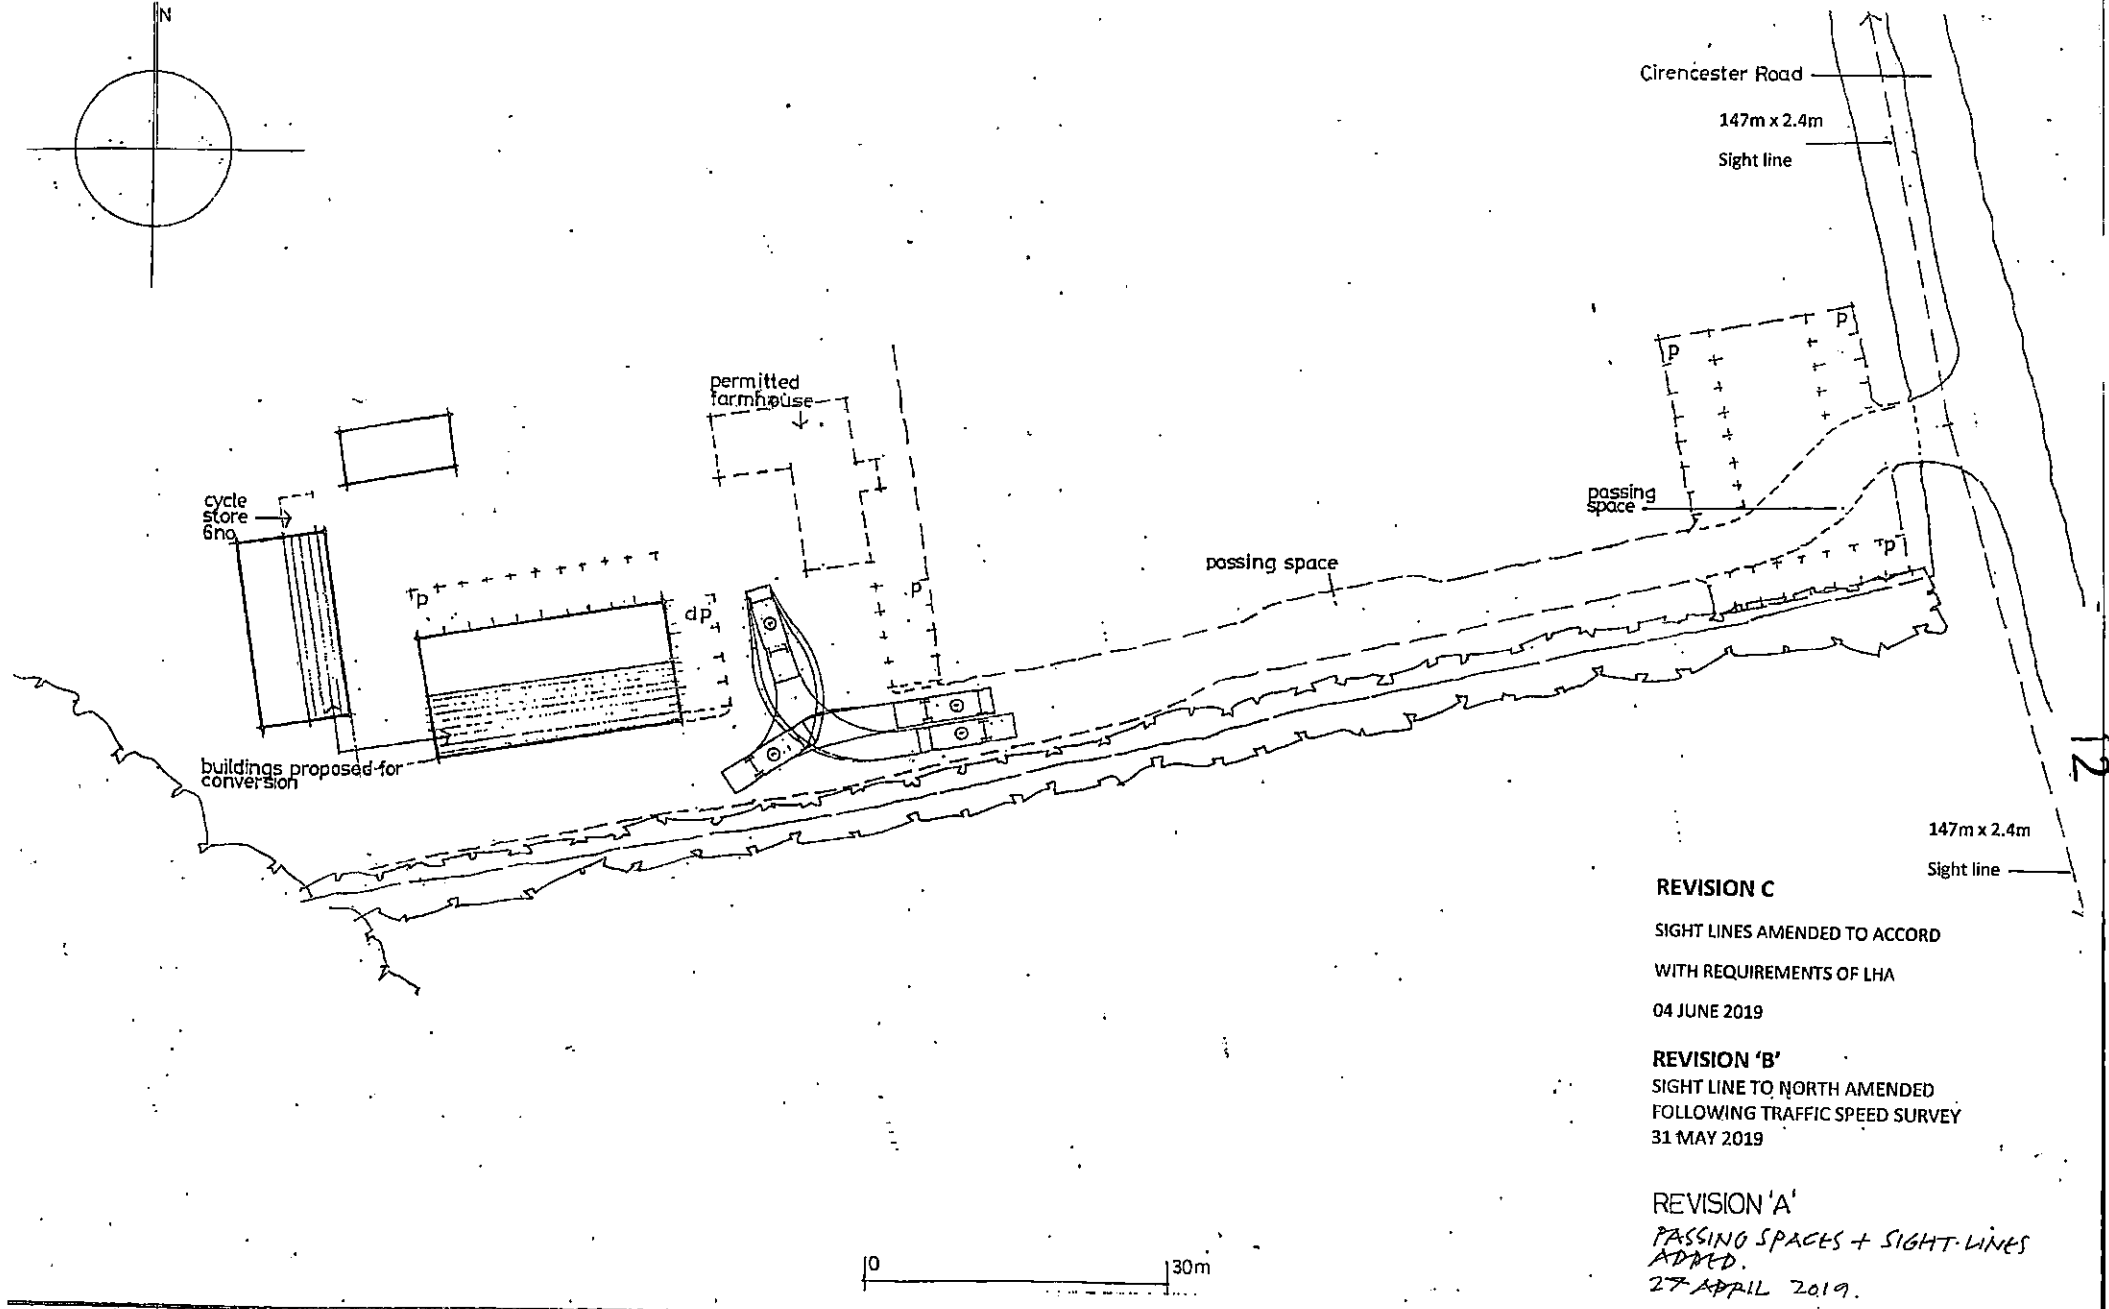 N
Cirencester Road
147m x 2.4m
Sight line
p
p
permitted
farmhouse
cycle
store
6no
passing
space
passing space
p
p
dp
p
buildings proposed for
conversion
12
147m x 2.4m
Sight line
REVISION C
SIGHT LINES AMENDED TO ACCORD
WITH REQUIREMENTS OF LHA
04 JUNE 2019
REVISION ‘B’
SIGHT LINE TO NORTH AMENDED
FOLLOWING TRAFFIC SPEED SURVEY
31 MAY 2019
REVISION 'A'
PASSING SPACES + SIGHT-LINES
ADDED.
27 APRIL 2019.
0
30m